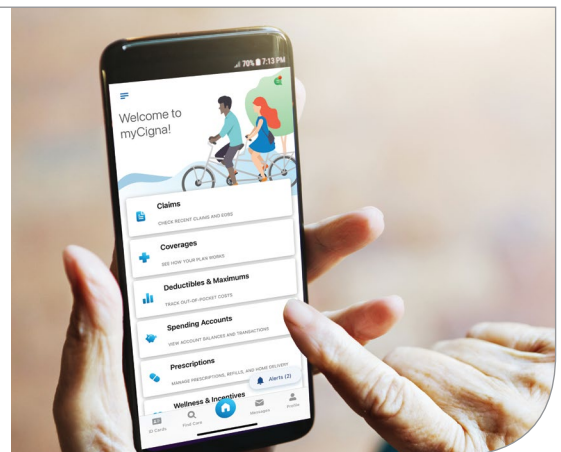 70% 7:13 PM
Welcome to
myCigna!
Claims
CHECK RECENT CLAIMS AND EOBS
Coverages
SEE HOW YOUR PLAN WORKS
Deductibles & Maximums
TRACK OUT-OF-POCKET COSTS
Spending Accounts
VIEW ACCOUNT BALANCES AND TRANSACTIONS
Prescriptions
MANAGE PRESCRIPTIONS, REFILLS, AND HOME DELIVERY
Alerts (2)
Wellness & Incentives
ID Cards
Find Care
Messages
Profile